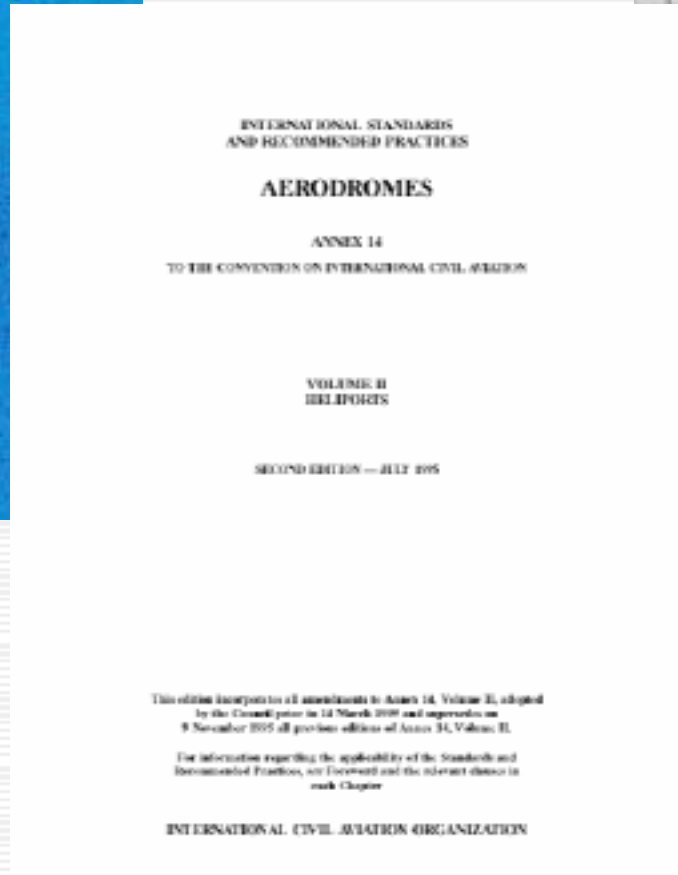 INTERNATIONAL STANDARDS
AND RECOMMENDED PRACTICES
AERODROMES
ANNEX 14
TO THE CONVENTION ON INTERNATIONAL CIVIL AVIATION
VOLUME II
HELIPORTS
SECOND EDITION — JULY 1995
This edition incorporates all amendments to Annex 14, Volume II, adopted
by the Council prior to 14 March 1995 and supersedes on
9 November 1995 all previous editions of Annex 14, Volume II.
For information regarding the applicability of the Standards and
Recommended Practices, see Foreword and the relevant clauses in
each Chapter
INTERNATIONAL CIVIL AVIATION ORGANIZATION